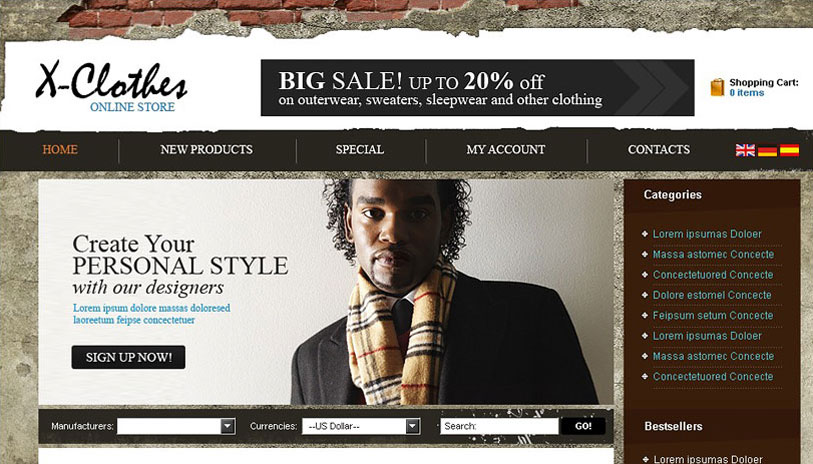 X-Clothes
ONLINE STORE
BIG SALE! UP TO 20% off
on outerwear, sweaters, sleepwear and other clothing
Shopping Cart:
0 items
HOME
NEW PRODUCTS
SPECIAL
MY ACCOUNT
CONTACTS
Create Your
PERSONAL STYLE
with our designers
Lorem ipsum dolore massas doloresed
laoreetum feipse concectetuer
SIGN UP NOW!
Categories
Lorem ipsumas Doloer
Massa astomec Concecte
Concectetuored Concecte
Dolore estomel Concecte
Feipsum setum Concecte
Lorem ipsumas Doloer
Massa astomec Concecte
Concectetuored Concecte
Manufacturers:
Currencies:
--US Dollar--
Search:
GO!
Bestsellers
Lorem ipsumas Doloer